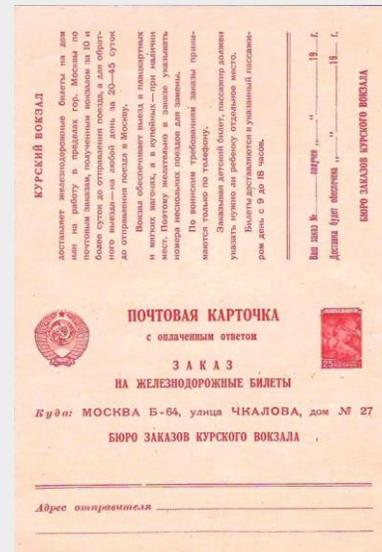 КУРСКИЙ ВОКЗАЛ
доставляет железнодорожные билеты на дом
или на работу в пределах гор. Москвы по
почтовым заказам, полученным вокзалом за 10 и
более суток до отправления поезда, а для обрат-
ного выезда—на любой день за 20—45 суток
до отправления поезда в Москву.
Вокзал обеспечивает выезд в плацкартных
и мягких вагонах, а в купейных—при наличии
мест. Поэтому желательно в заказе указывать
номера нескольких поездов для замены.
По воинским требованиям заказы прини-
маются только по телефону.
Заказывая детский билет, пассажир должен
указать нужно ли ребенку отдельное место.
Билеты доставляются в указанный пассажи-
ром день с 9 до 18 часов.
Ваш заказ № получен „ “ 19 г.
Доставка будет обеспечена „ “ 19 г.
БЮРО ЗАКАЗОВ КУРСКОГО ВОКЗАЛА
ПОЧТОВАЯ КАРТОЧКА
с оплаченным ответом
ЗАКАЗ
НА ЖЕЛЕЗНОДОРОЖНЫЕ БИЛЕТЫ
Куда: МОСКВА Б-64, улица ЧКАЛОВА, дом № 27
БЮРО ЗАКАЗОВ КУРСКОГО ВОКЗАЛА
Адрес отправителя
25